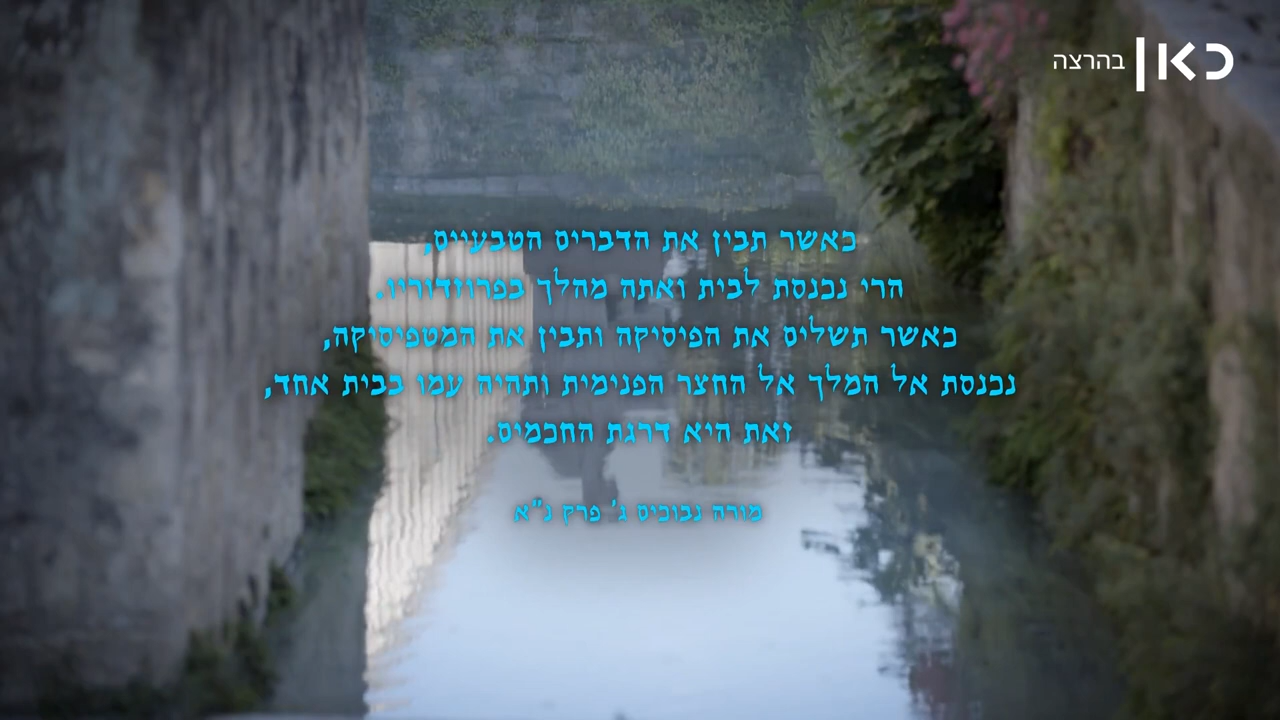 כאן בהרצה
כאשר תבין את הדברים הטבעיים,
הרי נכנסת לבית ואתה מהלך בפרוזדוריו.
כאשר תשלים את הפיסיקה ותבין את המטפיסיקה,
נכנסת אל המלך אל החצר הפנימית ותהיה עמו בבית אחד,
זאת היא דרגת החכמים.
מורה נבוכים ג' פרק נ"א